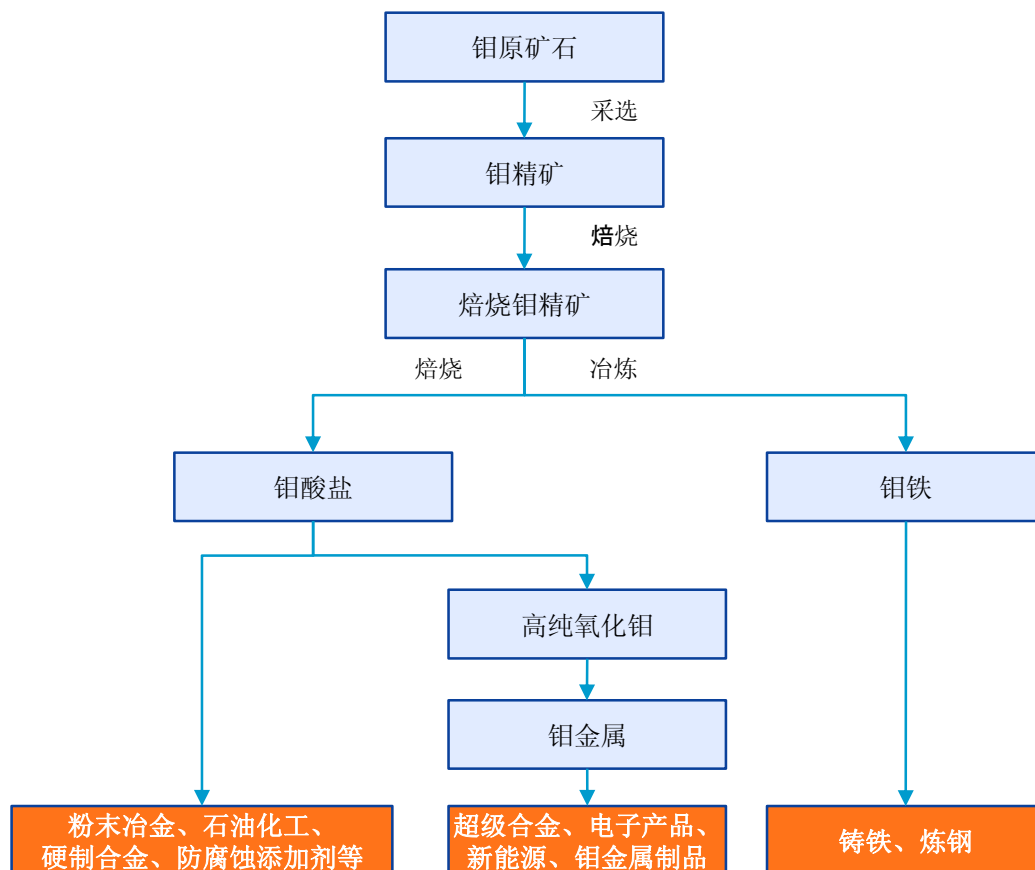 钼原矿石
采选
钼精矿
焙烧
焙烧钼精矿
焙烧
冶炼
钼酸盐
钼铁
高纯氧化钼
钼金属
粉末冶金、石油化工、
硬制合金、防腐蚀添加剂等
超级合金、电子产品、
新能源、钼金属制品
铸铁、炼钢